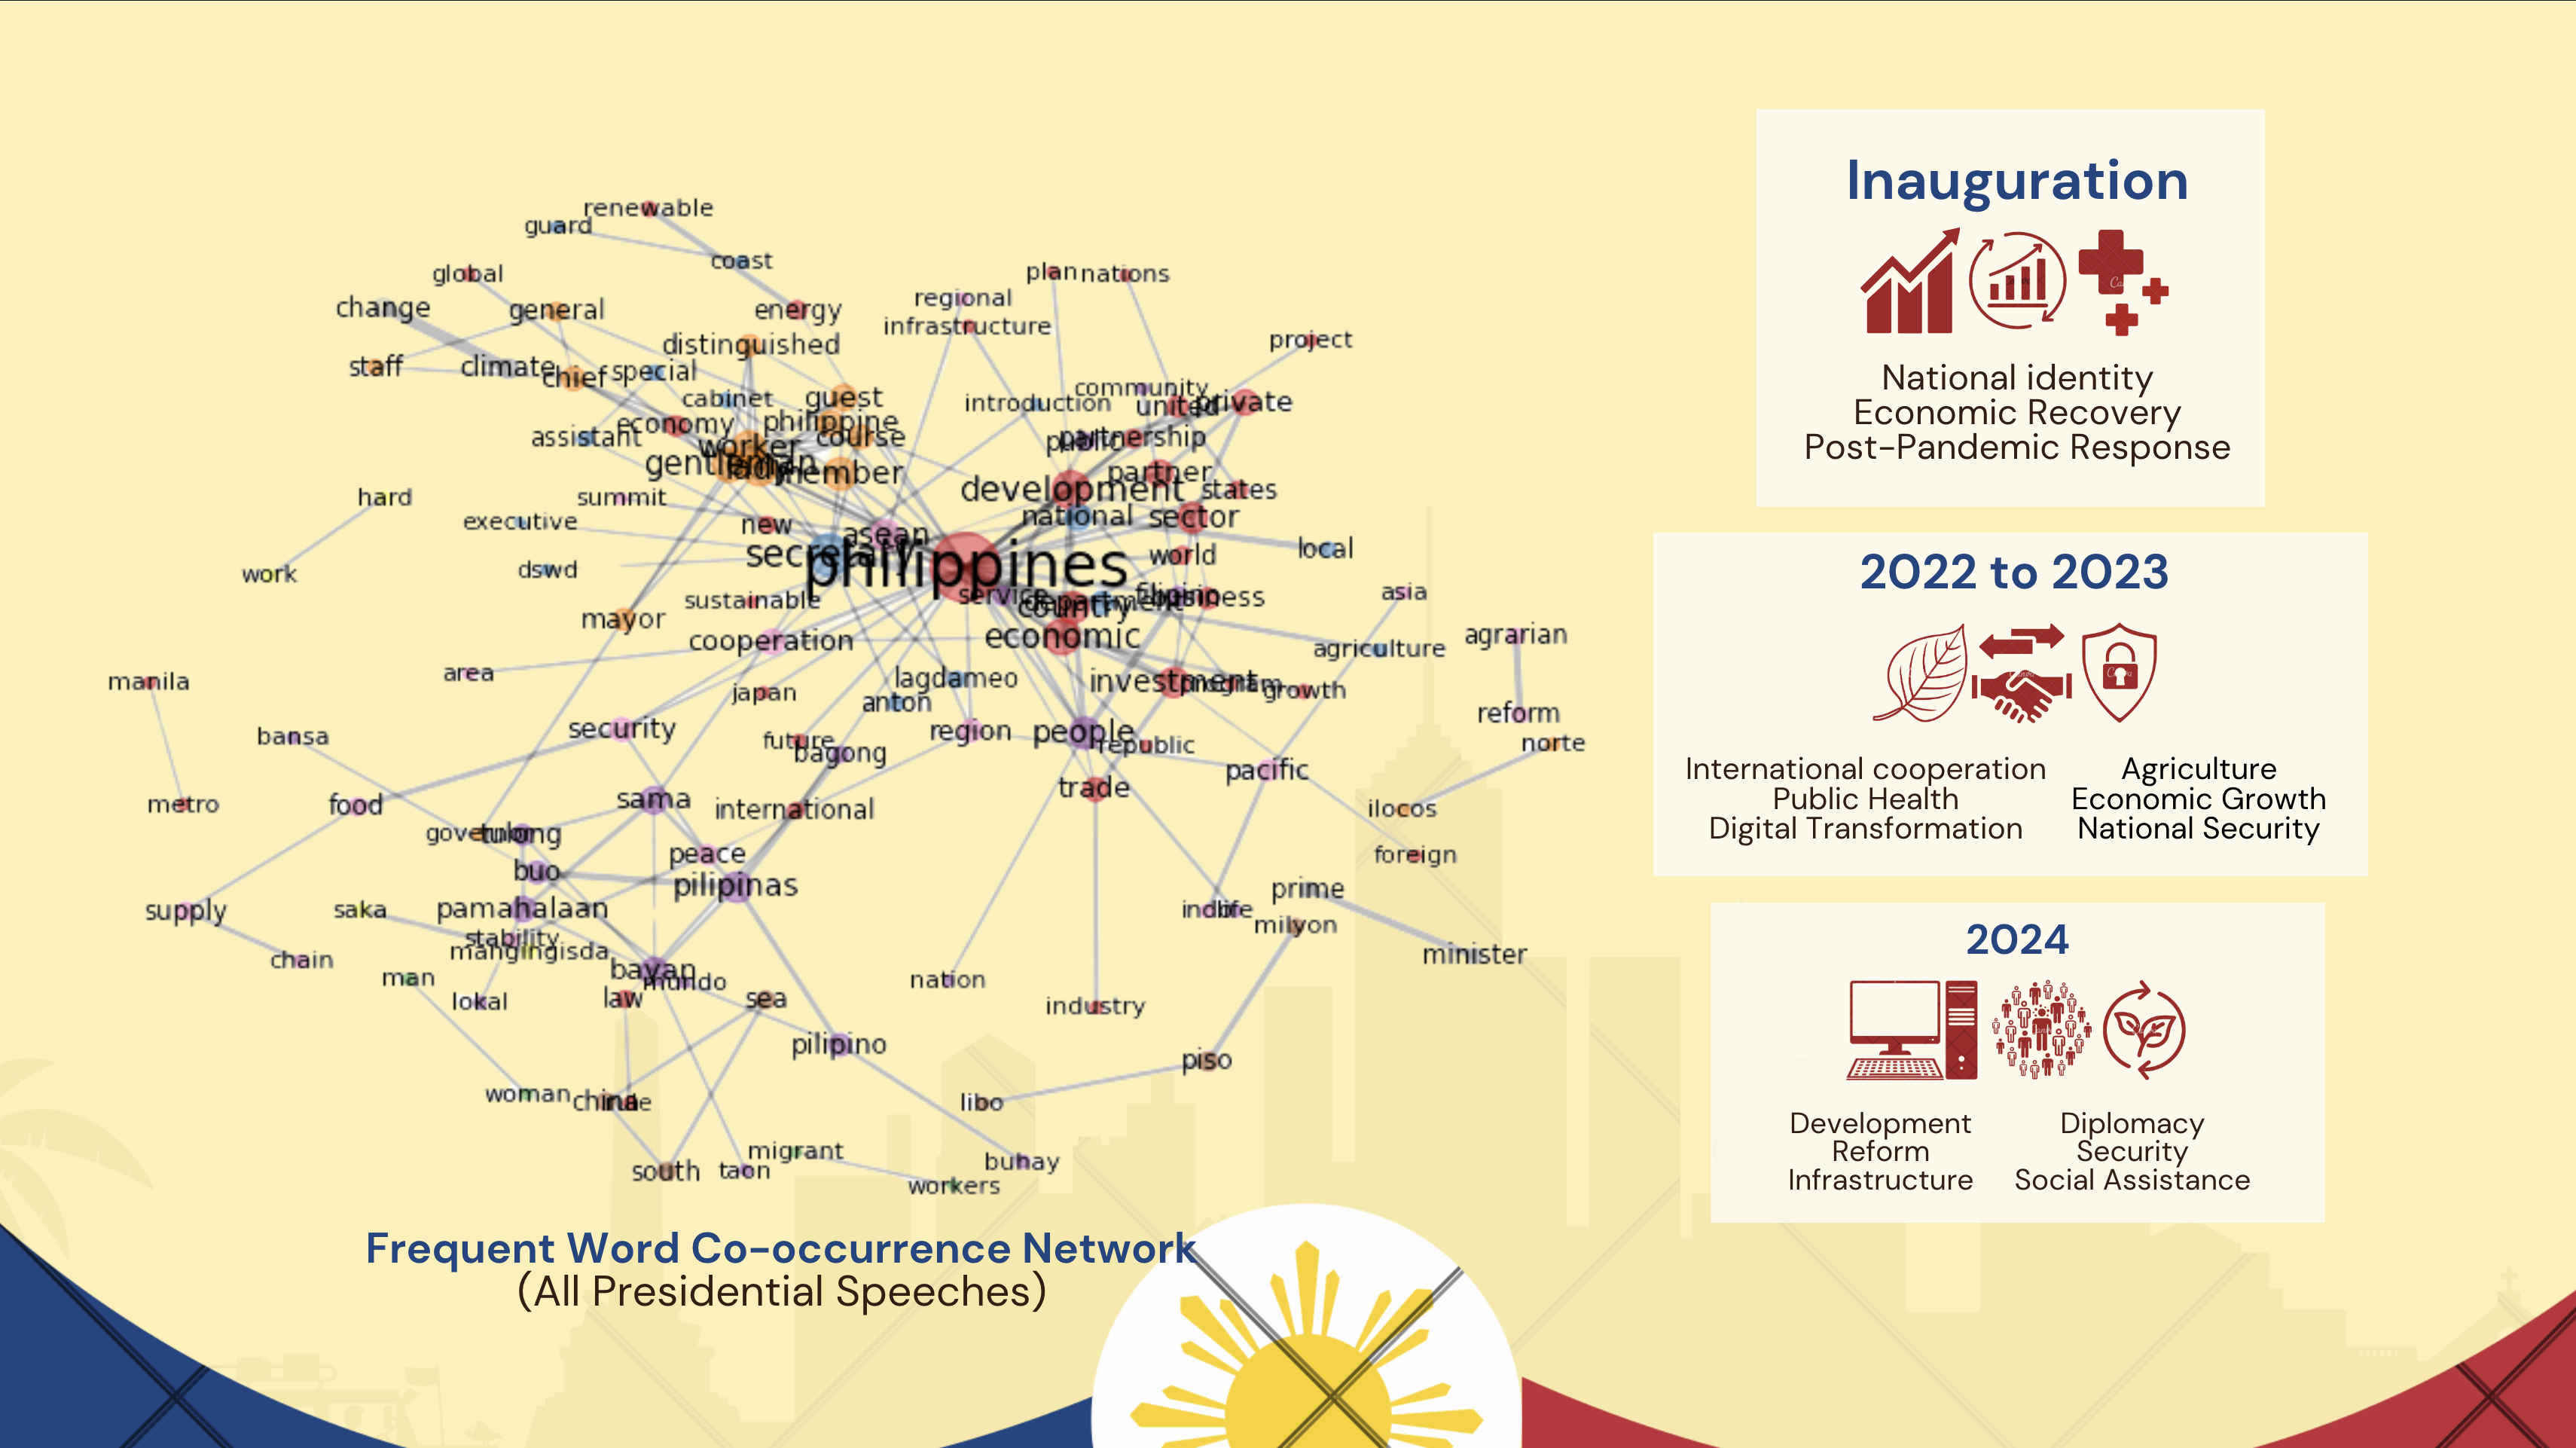 renewable
guard
coast
global
plan
nations
change
general
energy
regional
infrastructure
distinguished
project
staff
climate
chief
special
cabinet
guest
community
introduction
united
private
economy
philippine
assistant
course
worker
partnership
gentleman
member
partner
development
states
hard
summit
national
sector
executive
new
asean
secretary
philippines
world
local
work
dswd
service
country
department
filipino
business
asia
sustainable
mayor
cooperation
economic
agriculture
agrarian
area
manila
japan
lagdameo
anton
investment
program
growth
reform
bansa
security
future
bagong
region
people
republic
norte
pacific
metro
food
sama
international
trade
ilocos
tulong
buo
peace
pilipinas
foreign
prime
supply
saka
pamahalaan
life
milyon
stability
mangingisda
chain
man
bayan
mundo
nation
minister
lokal
law
sea
industry
pilipino
piso
woman
china
libo
migrant
south
taon
buhay
workers
Frequent Word Co-occurrence Network
(All Presidential Speeches)
Inauguration
National identity
Economic Recovery
Post-Pandemic Response
2022 to 2023
International cooperation
Public Health
Digital Transformation
Agriculture
Economic Growth
National Security
2024
Development
Reform
Infrastructure
Diplomacy
Security
Social Assistance